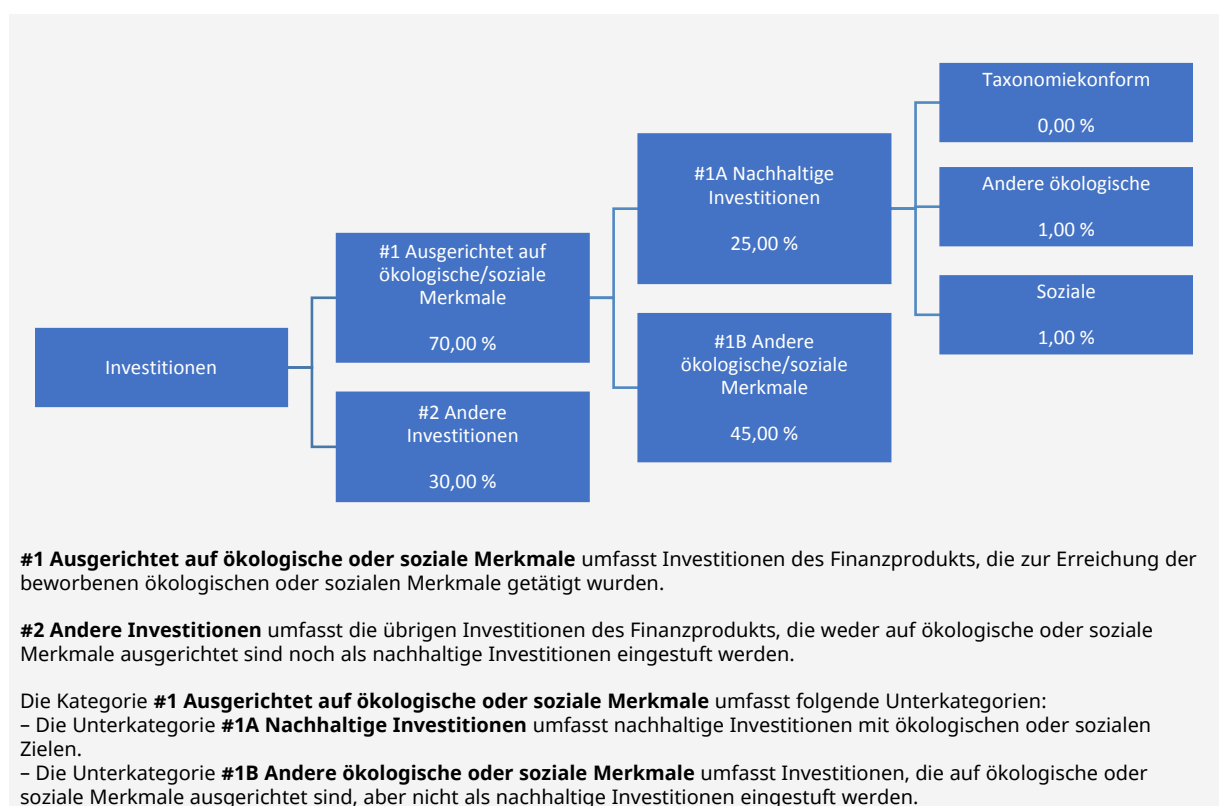 Taxonomiekonform
0,00 %
#1A Nachhaltige
Investitionen
25,00 %
Andere ökologische
1,00 %
#1 Ausgerichtet auf
ökologische/soziale
Merkmale
70,00 %
Soziale
1,00 %
Investitionen
#1B Andere
ökologische/soziale
Merkmale
45,00 %
#2 Andere
Investitionen
30,00 %
#1 Ausgerichtet auf ökologische oder soziale Merkmale umfasst Investitionen des Finanzprodukts, die zur Erreichung der
beworbenen ökologischen oder sozialen Merkmale getätigt wurden.
#2 Andere Investitionen umfasst die übrigen Investitionen des Finanzprodukts, die weder auf ökologische oder soziale
Merkmale ausgerichtet sind noch als nachhaltige Investitionen eingestuft werden.
Die Kategorie #1 Ausgerichtet auf ökologische oder soziale Merkmale umfasst folgende Unterkategorien:
– Die Unterkategorie #1A Nachhaltige Investitionen umfasst nachhaltige Investitionen mit ökologischen oder sozialen
Zielen.
– Die Unterkategorie #1B Andere ökologische oder soziale Merkmale umfasst Investitionen, die auf ökologische oder
soziale Merkmale ausgerichtet sind, aber nicht als nachhaltige Investitionen eingestuft werden.